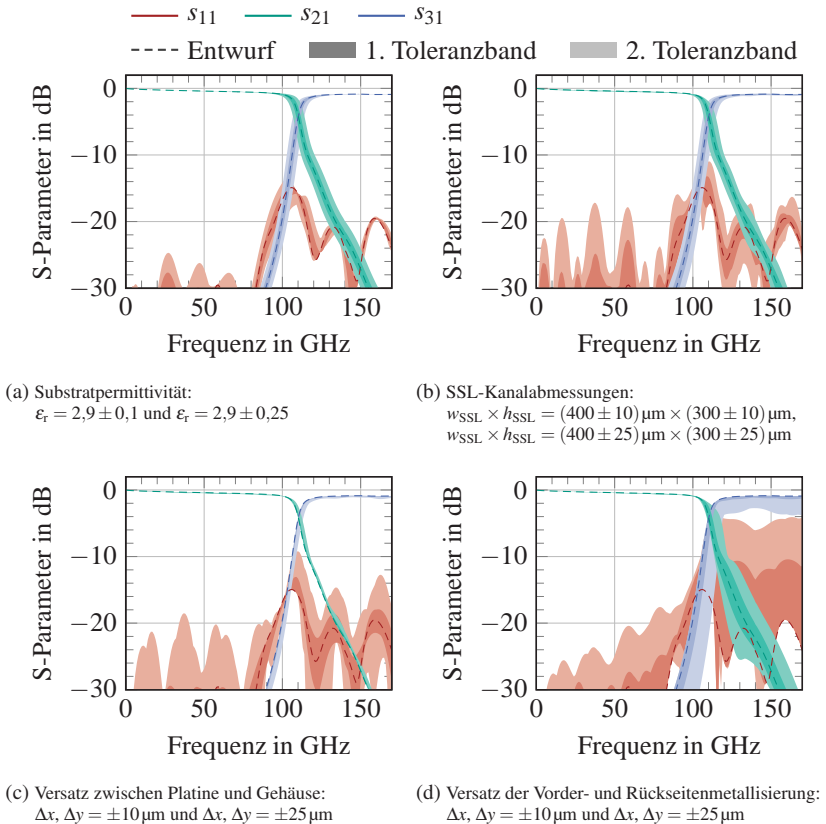 s11 s21 s31
Entwurf 1. Toleranzband 2. Toleranzband
S-Parameter in dB
0
−10
−20
−30
0 50 100 150
Frequenz in GHz
(a) Substratpermittivität:
εr = 2,9 ± 0,1 und εr = 2,9 ± 0,25
S-Parameter in dB
0
−10
−20
−30
0 50 100 150
Frequenz in GHz
(b) SSL-Kanalabmessungen:
wSSL × hSSL = (400 ± 10) µm × (300 ± 10) µm,
wSSL × hSSL = (400 ± 25) µm × (300 ± 25) µm
S-Parameter in dB
0
−10
−20
−30
0 50 100 150
Frequenz in GHz
(c) Versatz zwischen Platine und Gehäuse:
Δx, Δy = ±10 µm und Δx, Δy = ±25 µm
S-Parameter in dB
0
−10
−20
−30
0 50 100 150
Frequenz in GHz
(d) Versatz der Vorder- und Rückseitenmetallisierung:
Δx, Δy = ±10 µm und Δx, Δy = ±25 µm